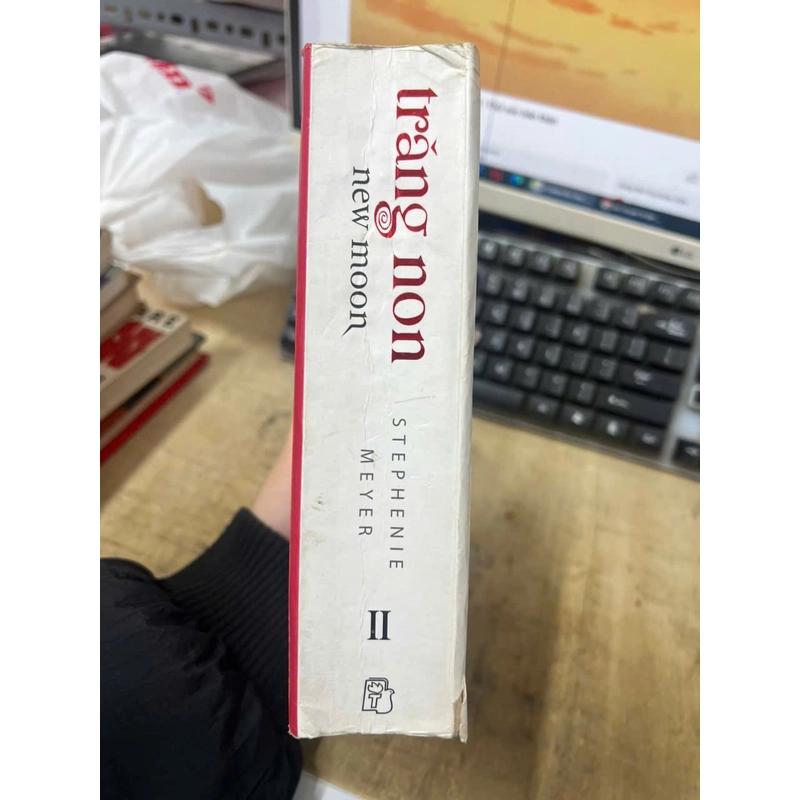 trăng non
new moon
STEPHENIE
MEYER
II